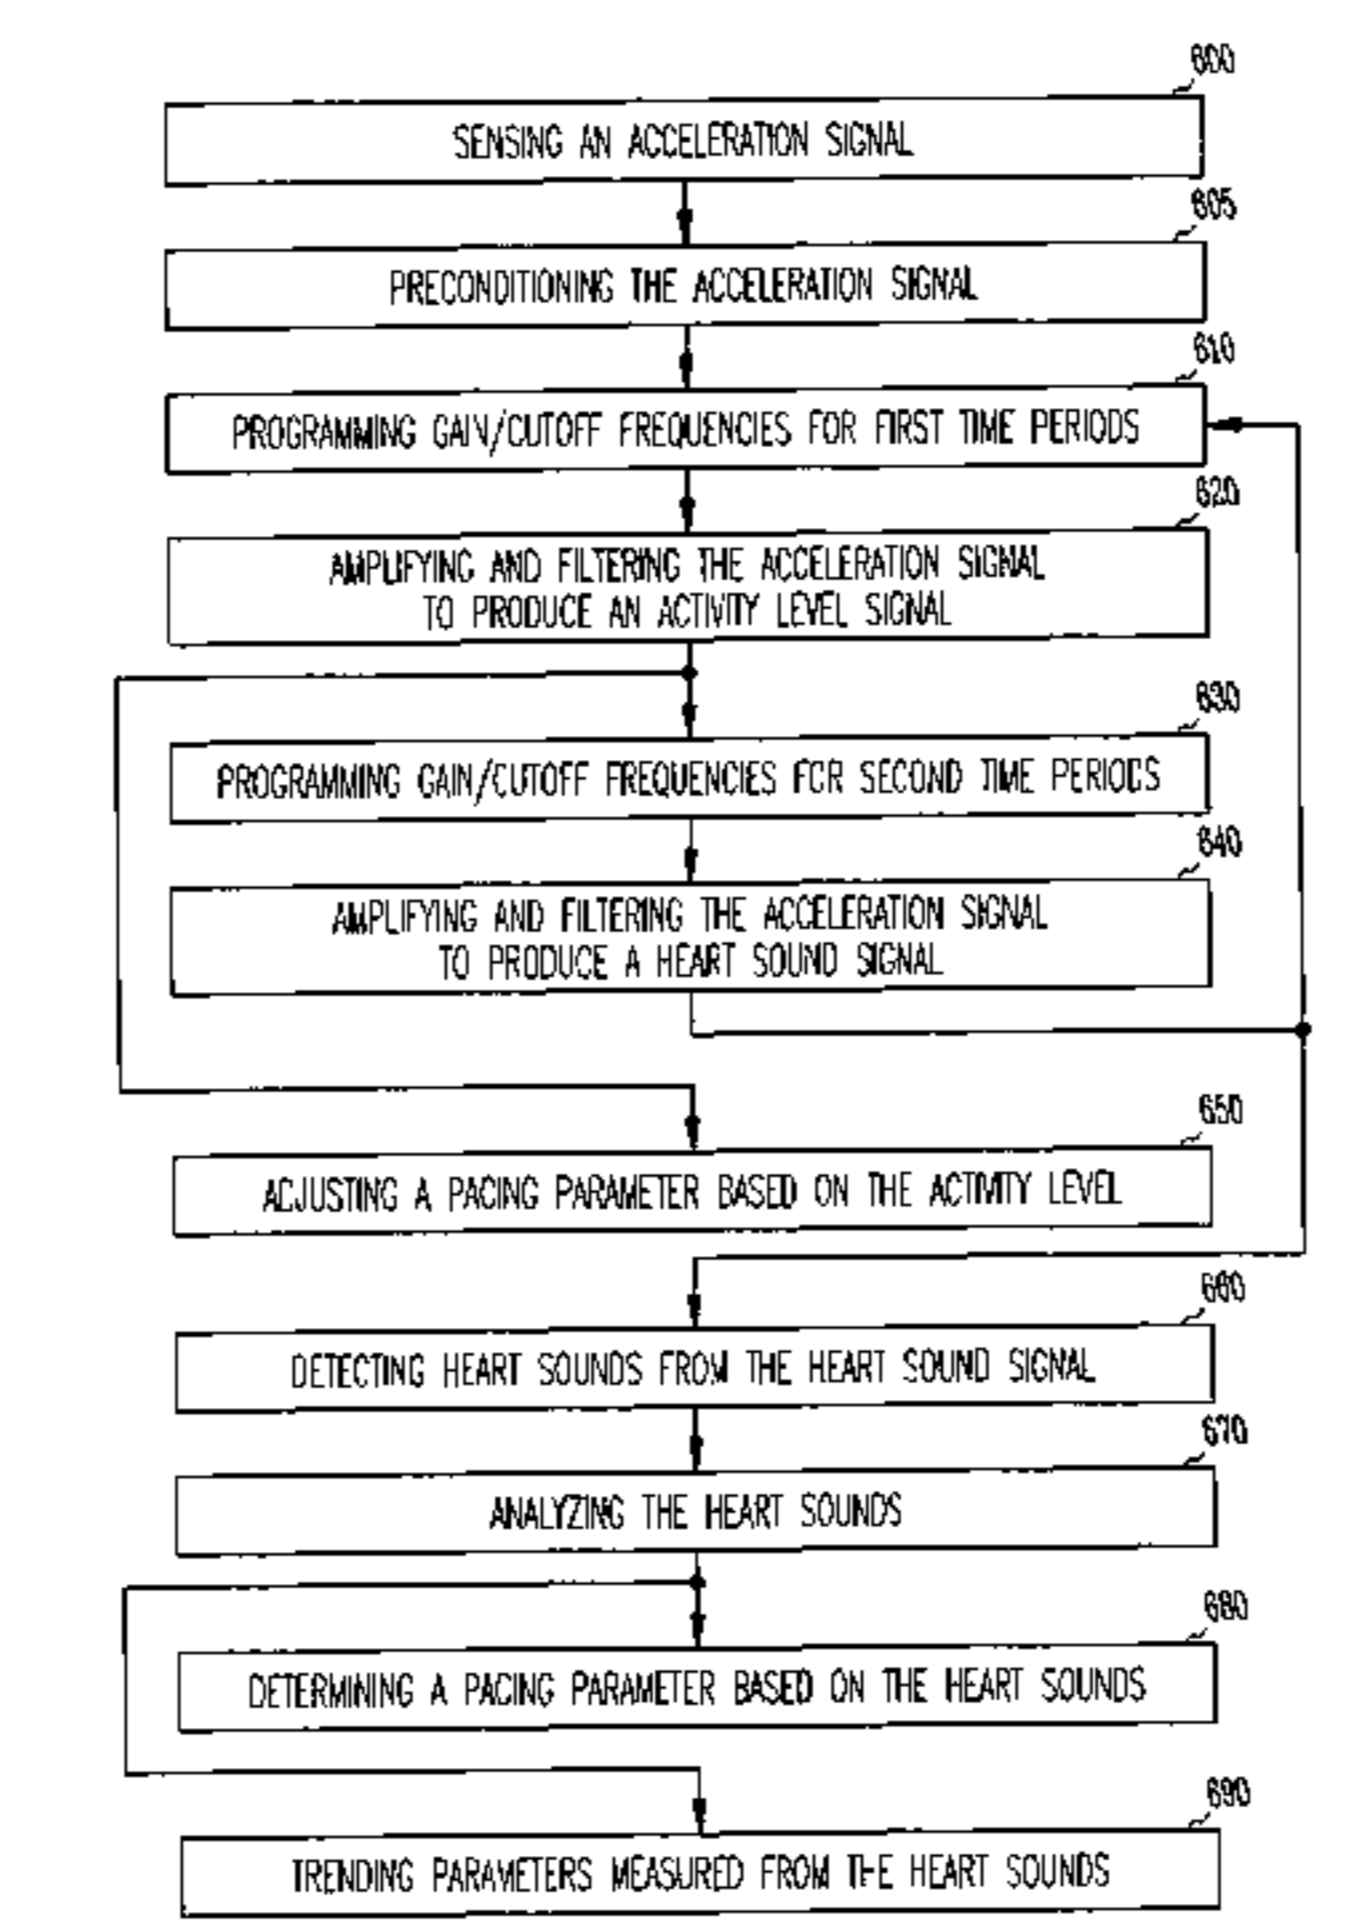 600
SENSING AN ACCELERATION SIGNAL
605
PRECONDITIONING THE ACCELERATION SIGNAL
610
PROGRAMMING GAIN/CUTOFF FREQUENCIES FOR FIRST TIME PERIODS
620
AMPLIFYING AND FILTERING THE ACCELERATION SIGNAL
TO PRODUCE AN ACTIVITY LEVEL SIGNAL
630
PROGRAMMING GAIN/CUTOFF FREQUENCIES FOR SECOND TIME PERIODS
640
AMPLIFYING AND FILTERING THE ACCELERATION SIGNAL
TO PRODUCE A HEART SOUND SIGNAL
650
ADJUSTING A PACING PARAMETER BASED ON THE ACTIVITY LEVEL
660
DETECTING HEART SOUNDS FROM THE HEART SOUND SIGNAL
670
ANALYZING THE HEART SOUNDS
680
DETERMINING A PACING PARAMETER BASED ON THE HEART SOUNDS
690
TRENDING PARAMETERS MEASURED FROM THE HEART SOUNDS